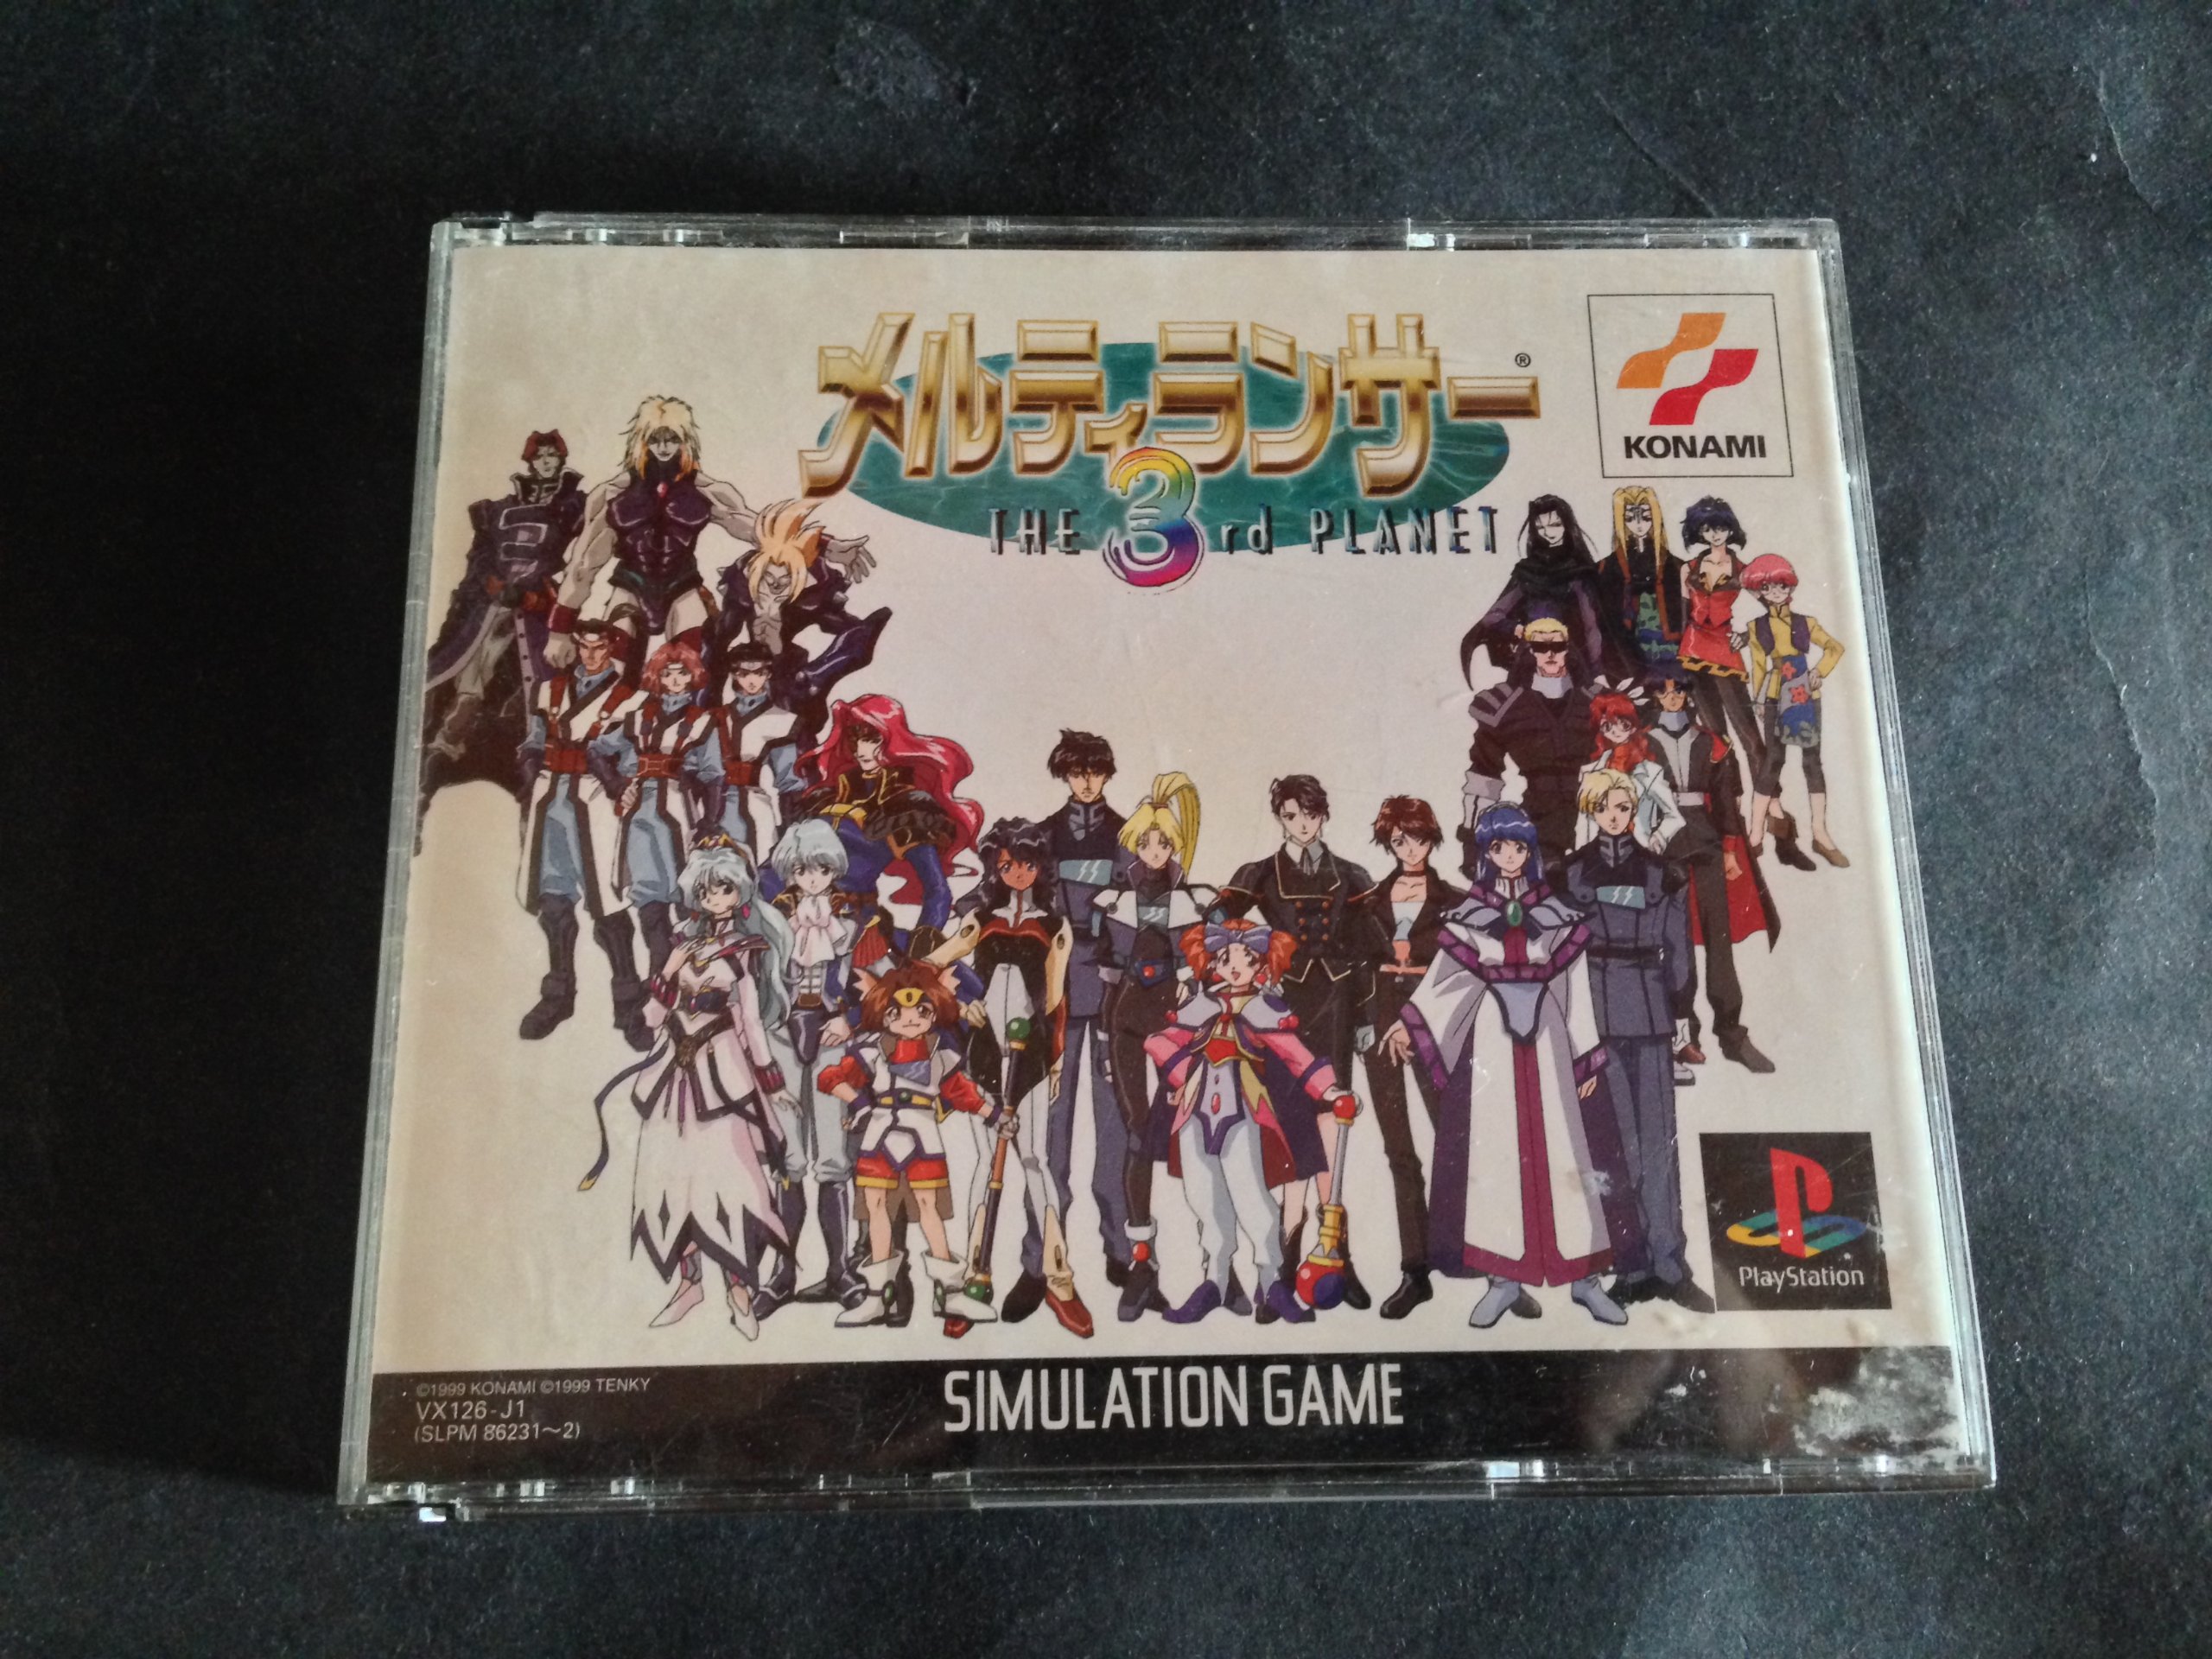 メルティランサー®
THE 3rd PLANET
KONAMI
PlayStation
SIMULATION GAME
©1999 KONAMI ©1999 TENKY
VX126-J1
(SLPM 86231〜2)